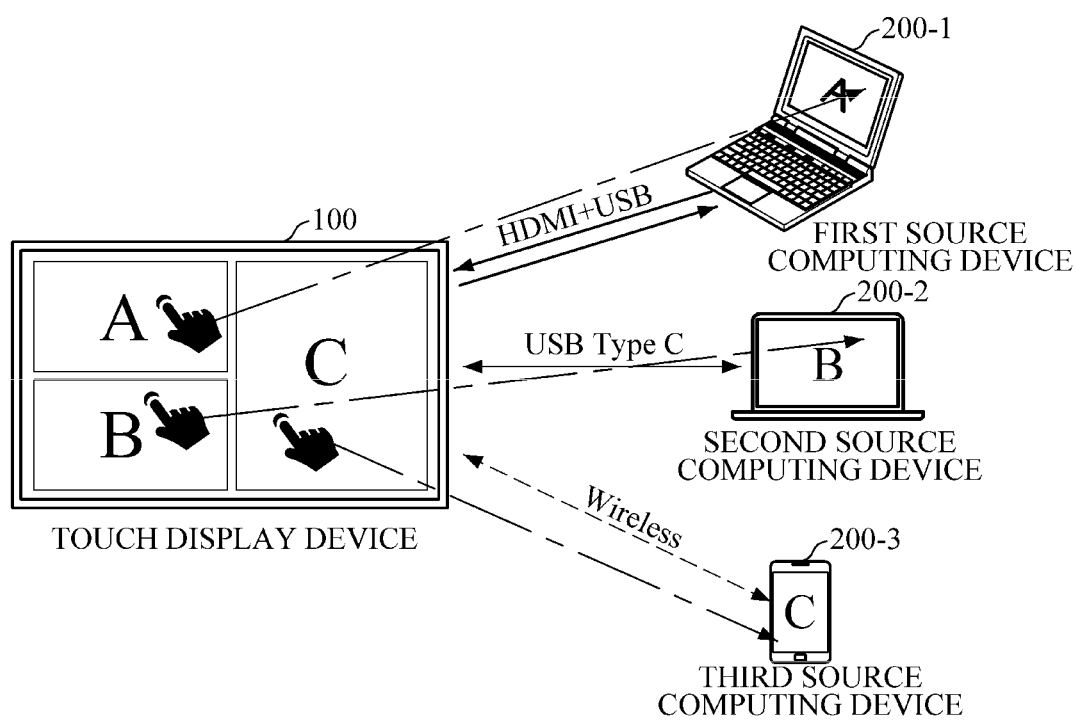 200-1
A
HDMI+USB
FIRST SOURCE
COMPUTING DEVICE
100
A
B
C
TOUCH DISPLAY DEVICE
200-2
USB Type C
B
SECOND SOURCE
COMPUTING DEVICE
Wireless
200-3
C
THIRD SOURCE
COMPUTING DEVICE